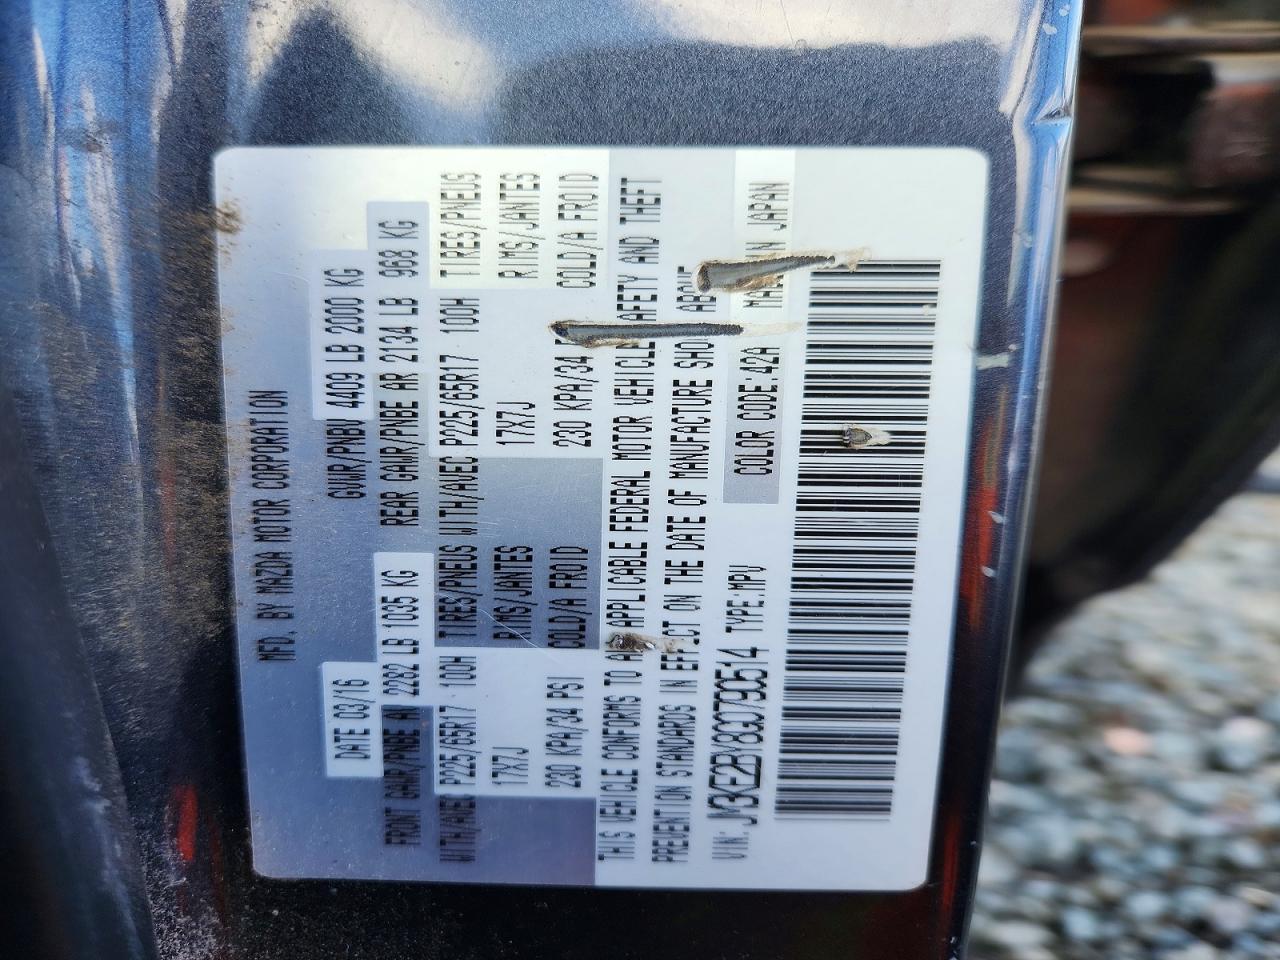 MFD. BY MAZDA MOTOR CORPORATION
DATE 03/16 GVWR/PNBV 4409 LB 2000 KG
FRONT GAWR/PNBE AV 2282 LB 1035 KG REAR GAWR/PNBE AR 2134 LB 968 KG
WITH/AVEC P225/65R17 100H TIRES/PNEUS WITH/AVEC P225/65R17 100H TIRES/PNEUS
17X7J RIMS/JANTES 17X7J RIMS/JANTES
230 KPA/34 PSI COLD/A FROID 230 KPA/34 COLD/A FROID
THIS VEHICLE CONFORMS TO APPLICABLE FEDERAL MOTOR VEHICLE SAFETY AND THEFT
PREVENTION STANDARDS IN EFFECT ON THE DATE OF MANUFACTURE SHOWN ABOVE
VIN: JM3KE2BY8G0790514 TYPE:MPV COLOR CODE:42A MADE IN JAPAN